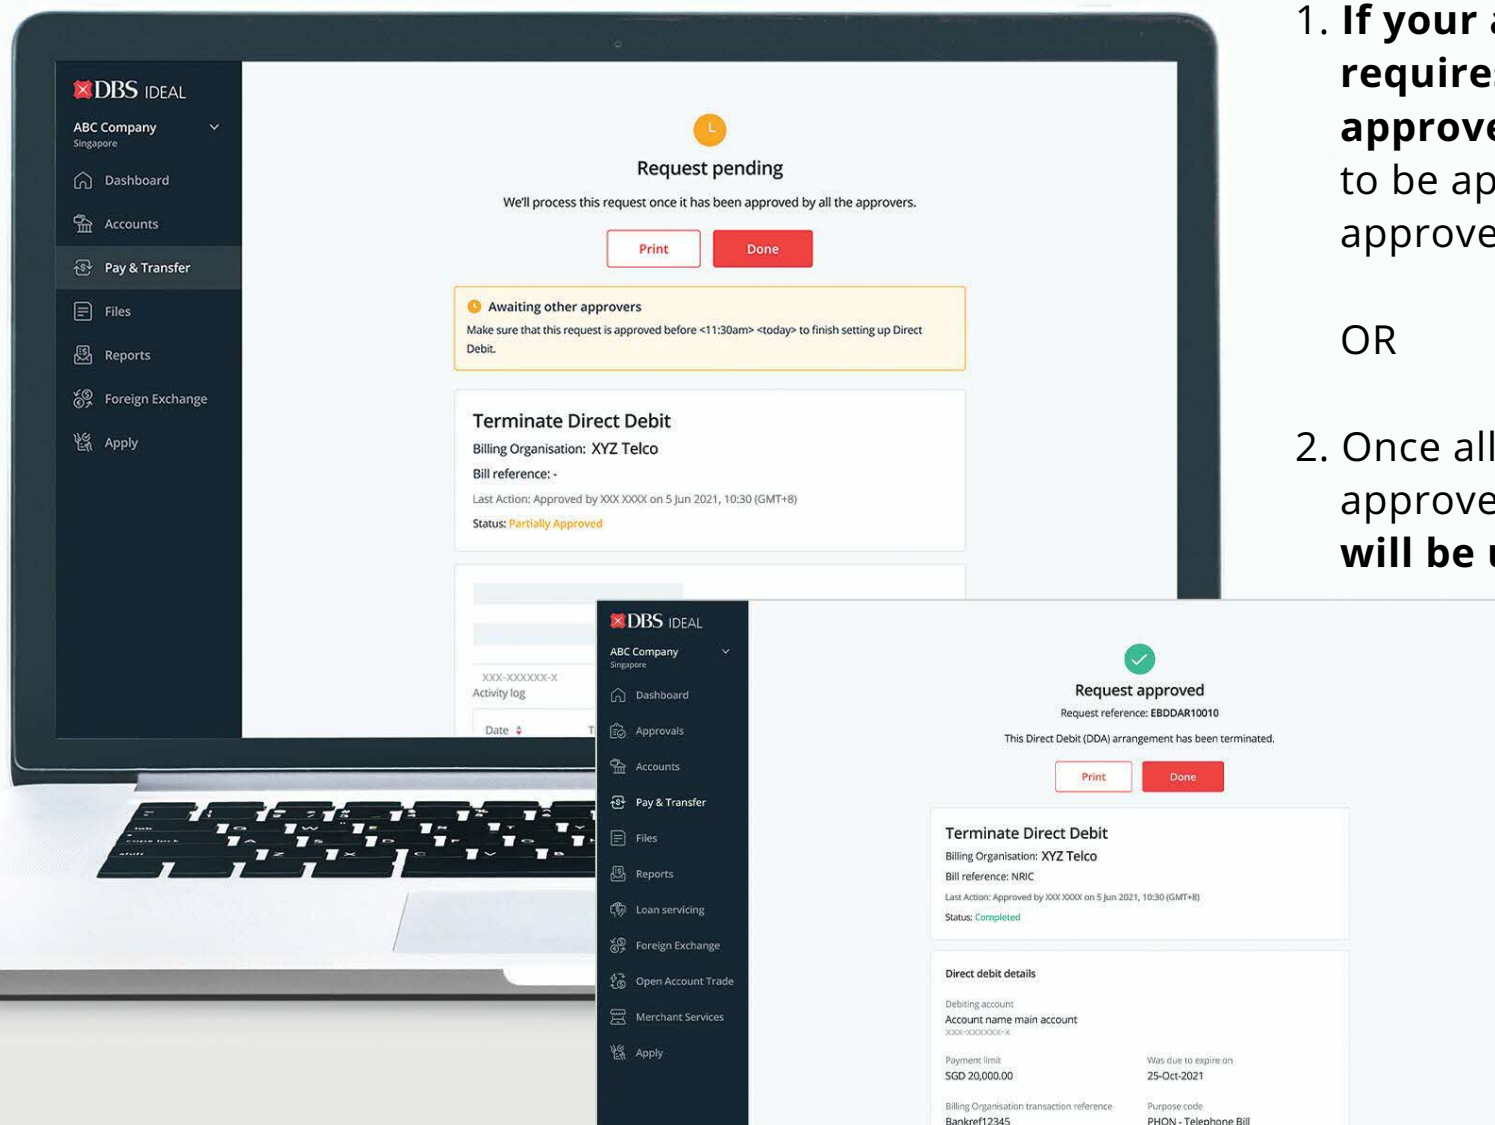 DBS IDEAL
ABC Company
Singapore
Dashboard
Accounts
Pay & Transfer
Files
Reports
Foreign Exchange
Apply
Request pending
We'll process this request once it has been approved by all the approvers.
Print
Done
Awaiting other approvers
Make sure that this request is approved before <11:30am> <today> to finish setting up Direct
Debit.
Terminate Direct Debit
Billing Organisation: XYZ Telco
Bill reference: -
Last Action: Approved by XXX XXXX on 5 Jun 2021, 10:30 (GMT+8)
Status: Partially Approved
XXX-XXXXXX-X
Activity log
Date
1. If your
requires
approve
to be ap
approve
OR
2. Once all
approve
will be
DBS IDEAL
ABC Company
Singapore
Dashboard
Approvals
Accounts
Pay & Transfer
Files
Reports
Loan servicing
Foreign Exchange
Open Account Trade
Merchant Services
Apply
Request approved
Request reference: EBDDAR10010
This Direct Debit (DDA) arrangement has been terminated.
Print
Done
Terminate Direct Debit
Billing Organisation: XYZ Telco
Bill reference: NRIC
Last Action: Approved by XXX XXXX on 5 Jun 2021, 10:30 (GMT+8)
Status: Completed
Direct debit details
Debiting account
Account name main account
XXX-XXXXXX-X
Payment limit
SGD 20,000.00
Was due to expire on
25-Oct-2021
Billing Organisation transaction reference
Bankref12345
Purpose code
PHON - Telephone Bill